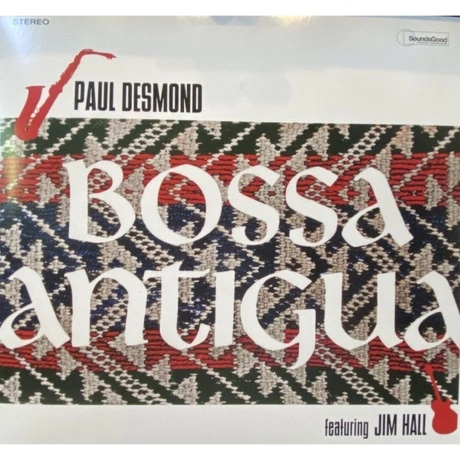 STEREO
SoundsGood
PAUL DESMOND
BOSSA
antigua
featuring JIM HALL